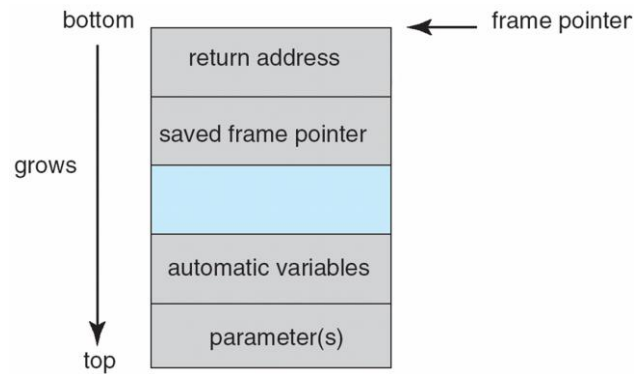 bottom
frame pointer
return address
saved frame pointer
grows
automatic variables
parameter(s)
top